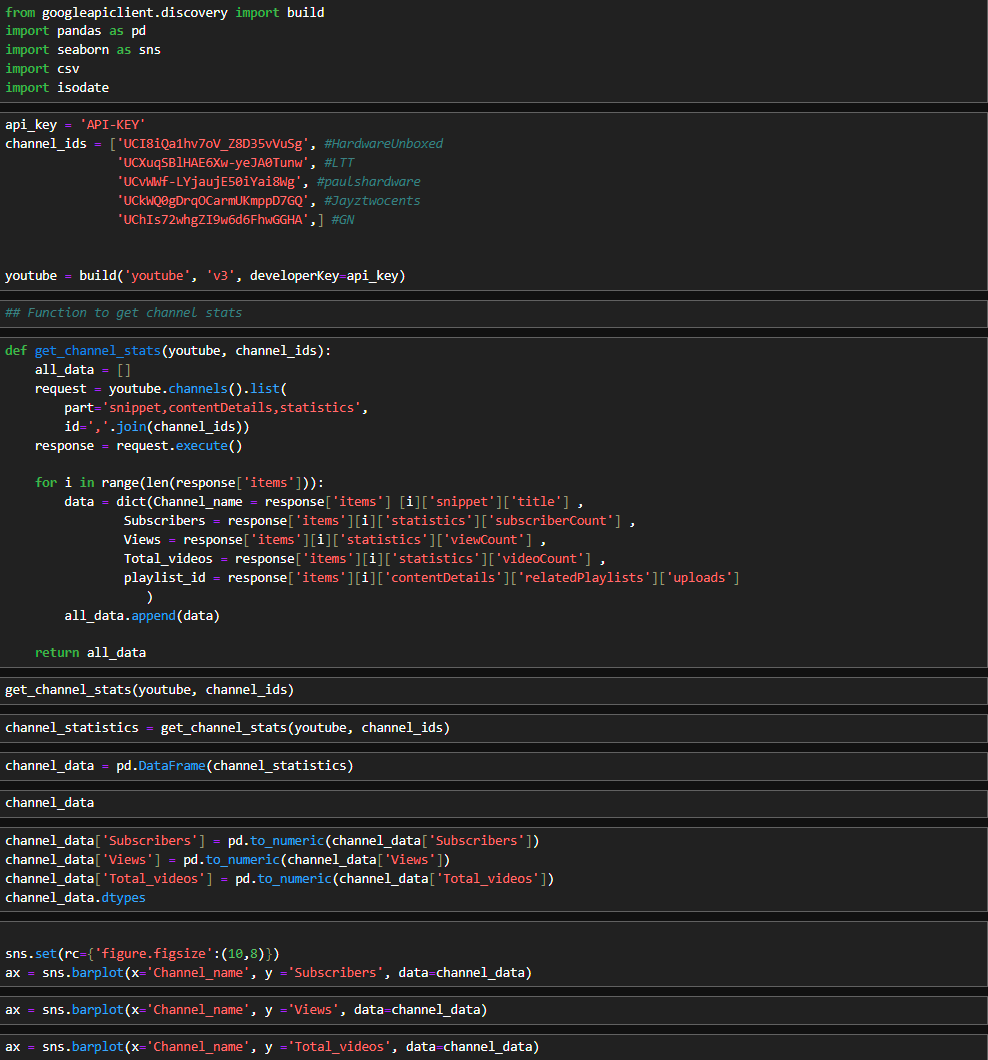 from googleapiclient.discovery import build
import pandas as pd
import seaborn as sns
import csv
import isodate
api_key = 'API-KEY'
channel_ids = ['UCI8iQa1hv7oV_Z8D35vVuSg', #HardwareUnboxed
'UCXuqSBlHAE6Xw-yeJA0Tunw', #LTT
'UCvWWf-LYjaujE50iYai8Wg', #paulshardware
'UCkWQ0gDrqOCarmUKmppD7GQ', #Jayztwocents
'UChIs72whgZI9w6d6FhwGGHA',] #GN
youtube = build('youtube', 'v3', developerKey=api_key)
## Function to get channel stats
def get_channel_stats(youtube, channel_ids):
all_data = []
request = youtube.channels().list(
part='snippet,contentDetails,statistics',
id=','.join(channel_ids))
response = request.execute()
for i in range(len(response['items'])):
data = dict(Channel_name = response['items'] [i]['snippet']['title'] ,
Subscribers = response['items'][i]['statistics']['subscriberCount'] ,
Views = response['items'][i]['statistics']['viewCount'] ,
Total_videos = response['items'][i]['statistics']['videoCount'] ,
playlist_id = response['items'][i]['contentDetails']['relatedPlaylists']['uploads']
)
all_data.append(data)
return all_data
get_channel_stats(youtube, channel_ids)
channel_statistics = get_channel_stats(youtube, channel_ids)
channel_data = pd.DataFrame(channel_statistics)
channel_data
channel_data['Subscribers'] = pd.to_numeric(channel_data['Subscribers'])
channel_data['Views'] = pd.to_numeric(channel_data['Views'])
channel_data['Total_videos'] = pd.to_numeric(channel_data['Total_videos'])
channel_data.dtypes
sns.set(rc={'figure.figsize':(10,8)})
ax = sns.barplot(x='Channel_name', y ='Subscribers', data=channel_data)
ax = sns.barplot(x='Channel_name', y ='Views', data=channel_data)
ax = sns.barplot(x='Channel_name', y ='Total_videos', data=channel_data)